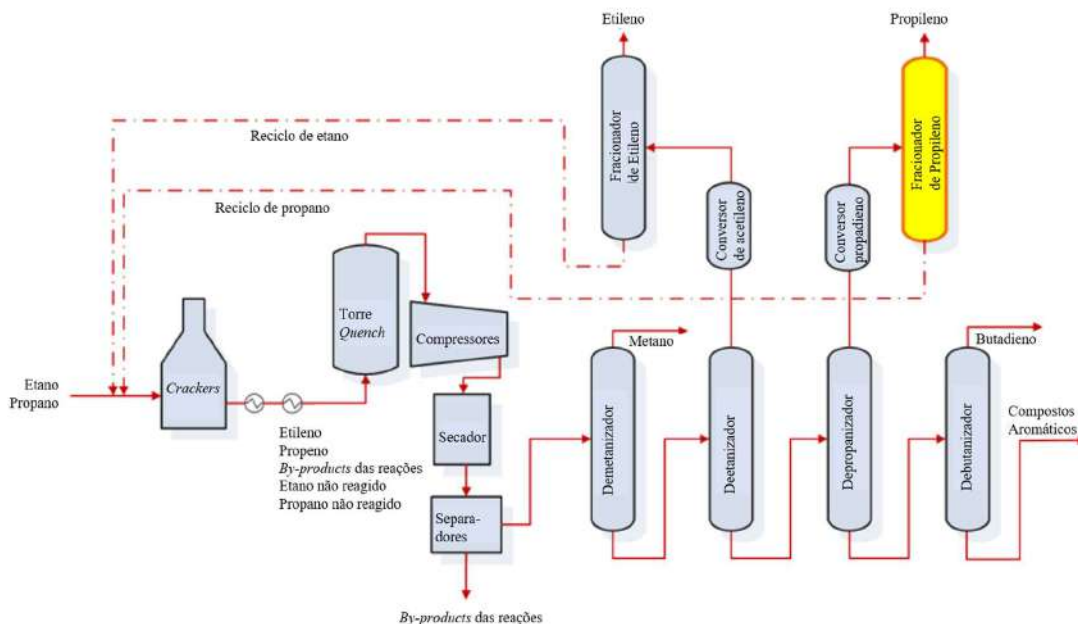 Etileno
Propileno
Fracionador
de Etileno
Fracionador
de Propileno
Reciclo de etano
Reciclo de propano
Conversor
de acetileno
Conversor
propadieno
Torre
Quench
Compressores
Metano
Butadieno
Etano
Propano
Crackers
Compostos
Aromáticos
Etileno
Propeno
By-products das reações
Etano não reagido
Propano não reagido
Secador
Separa-
dores
Demetanizador
Deetanizador
Depropanizador
Debutanizador
By-products das reações